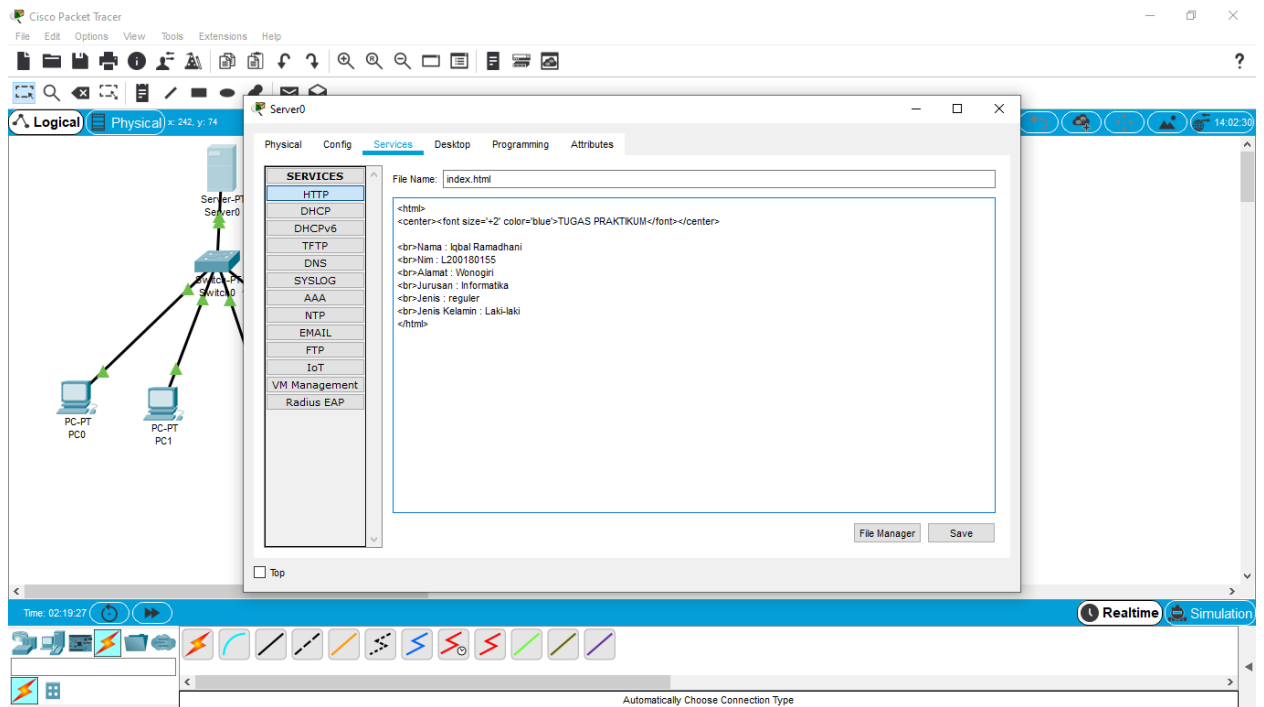 Cisco Packet Tracer
File Edit Options View Tools Extensions Help
?
Logical Physical x: 242, y: 74
14:02:30
Server0
Physical Config Services Desktop Programming Attributes
SERVICES
HTTP
DHCP
DHCPv6
TFTP
DNS
SYSLOG
AAA
NTP
EMAIL
FTP
IoT
VM Management
Radius EAP
File Name: index.html
<html>
<center><font size='+2' color='blue'>TUGAS PRAKTIKUM</font></center>
<br>Nama : Iqbal Ramadhani
<br>Nim : L200180155
<br>Alamat : Wonogiri
<br>Jurusan : Informatika
<br>Jenis : reguler
<br>Jenis Kelamin : Laki-laki
</html>
File Manager Save
Top
Server-PT
Server0
Switch-PT
Switch0
PC-PT
PC0
PC-PT
PC1
Time: 02:19:27
Realtime Simulation
Automatically Choose Connection Type